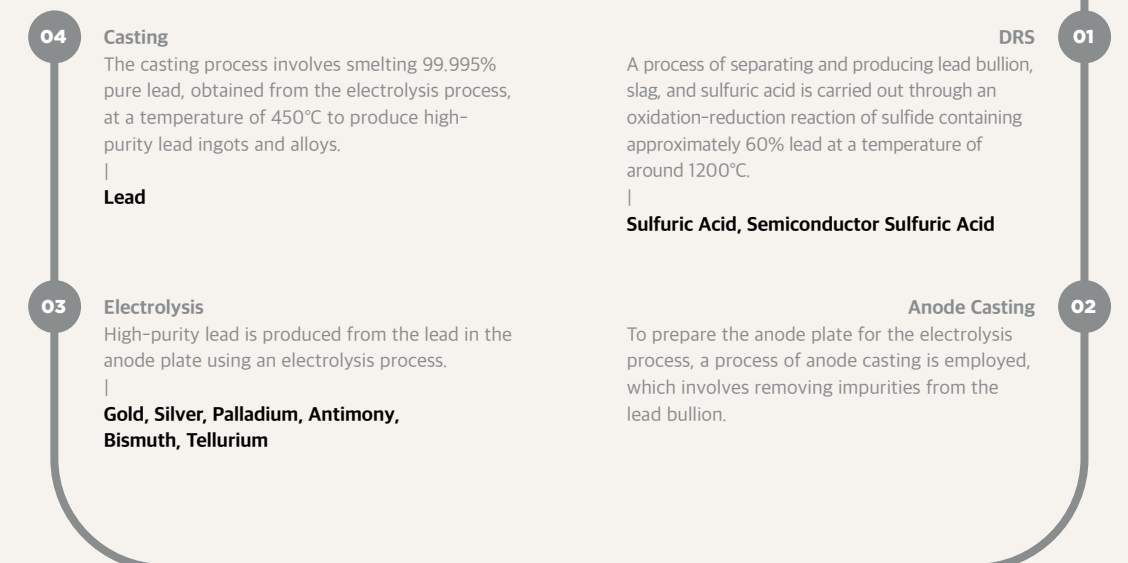 01
DRS
A process of separating and producing lead bullion,
slag, and sulfuric acid is carried out through an
oxidation-reduction reaction of sulfide containing
approximately 60% lead at a temperature of
around 1200°C.
|
Sulfuric Acid, Semiconductor Sulfuric Acid
02
Anode Casting
To prepare the anode plate for the electrolysis
process, a process of anode casting is employed,
which involves removing impurities from the
lead bullion.
03
Electrolysis
High-purity lead is produced from the lead in the
anode plate using an electrolysis process.
|
Gold, Silver, Palladium, Antimony,
Bismuth, Tellurium
04
Casting
The casting process involves smelting 99.995%
pure lead, obtained from the electrolysis process,
at a temperature of 450°C to produce high-
purity lead ingots and alloys.
|
Lead